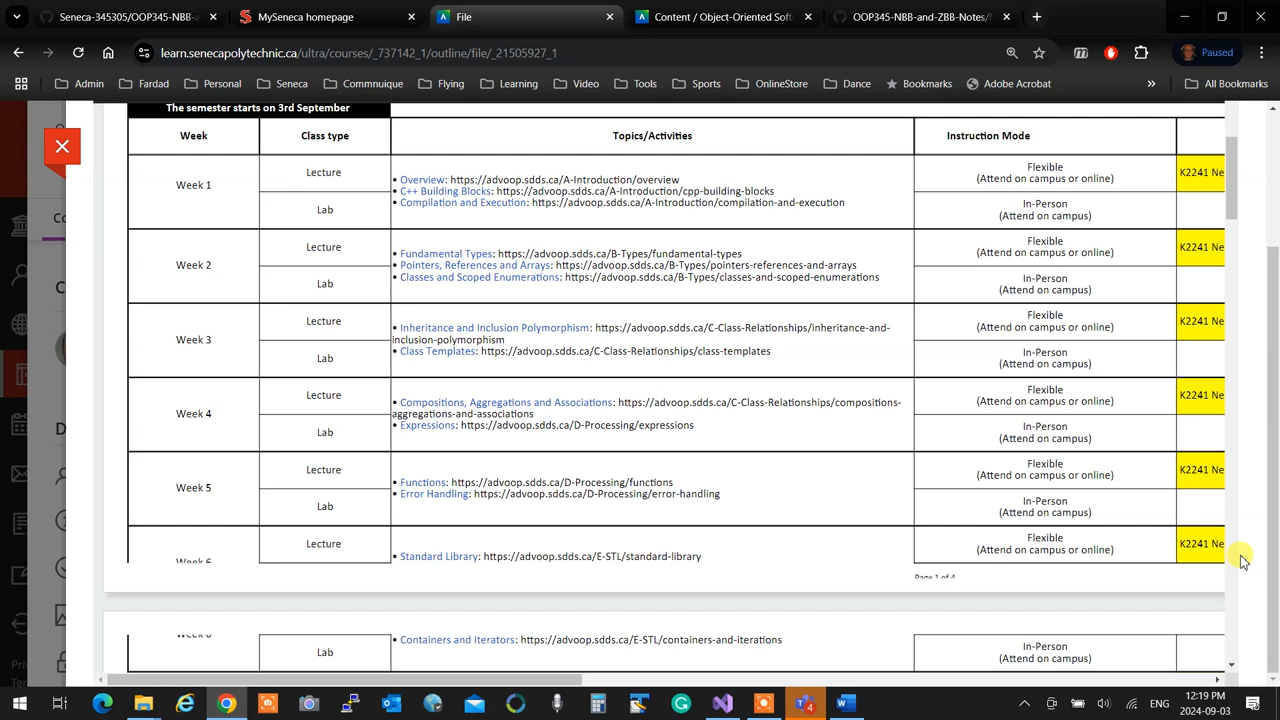 Seneca-345305/OOP345-NBB-a
MySeneca homepage
File
Content / Object-Oriented Soft
OOP345-NBB-and-ZBB-Notes/
learn.senecapolytechnic.ca/ultra/courses/_737142_1/outline/file/_21505927_1
Paused
Admin
Fardad
Personal
Seneca
Commnuique
Flying
Learning
Video
Tools
Sports
OnlineStore
Dance
Bookmarks
Adobe Acrobat
All Bookmarks
The semester starts on 3rd September
Week
Class type
Topics/Activities
Instruction Mode
Week 1
Lecture
• Overview: https://advoop.sdds.ca/A-Introduction/overview
• C++ Building Blocks: https://advoop.sdds.ca/A-Introduction/cpp-building-blocks
• Compilation and Execution: https://advoop.sdds.ca/A-Introduction/compilation-and-execution
Flexible
(Attend on campus or online)
K2241 Ne
Lab
In-Person
(Attend on campus)
Week 2
Lecture
• Fundamental Types: https://advoop.sdds.ca/B-Types/fundamental-types
• Pointers, References and Arrays: https://advoop.sdds.ca/B-Types/pointers-references-and-arrays
• Classes and Scoped Enumerations: https://advoop.sdds.ca/B-Types/classes-and-scoped-enumerations
Flexible
(Attend on campus or online)
K2241 Ne
Lab
In-Person
(Attend on campus)
Week 3
Lecture
• Inheritance and Inclusion Polymorphism: https://advoop.sdds.ca/C-Class-Relationships/inheritance-and-
inclusion-polymorphism
• Class Templates: https://advoop.sdds.ca/C-Class-Relationships/class-templates
Flexible
(Attend on campus or online)
K2241 Ne
Lab
In-Person
(Attend on campus)
Week 4
Lecture
• Compositions, Aggregations and Associations: https://advoop.sdds.ca/C-Class-Relationships/compositions-
aggregations-and-associations
• Expressions: https://advoop.sdds.ca/D-Processing/expressions
Flexible
(Attend on campus or online)
K2241 Ne
Lab
In-Person
(Attend on campus)
Week 5
Lecture
• Functions: https://advoop.sdds.ca/D-Processing/functions
• Error Handling: https://advoop.sdds.ca/D-Processing/error-handling
Flexible
(Attend on campus or online)
K2241 Ne
Lab
In-Person
(Attend on campus)
Week 6
Lecture
• Standard Library: https://advoop.sdds.ca/E-STL/standard-library
Flexible
(Attend on campus or online)
K2241 Ne
Page 1 of 4
• Containers and Iterators: https://advoop.sdds.ca/E-STL/containers-and-iterations
Lab
In-Person
(Attend on campus)
ENG
12:19 PM
2024-09-03